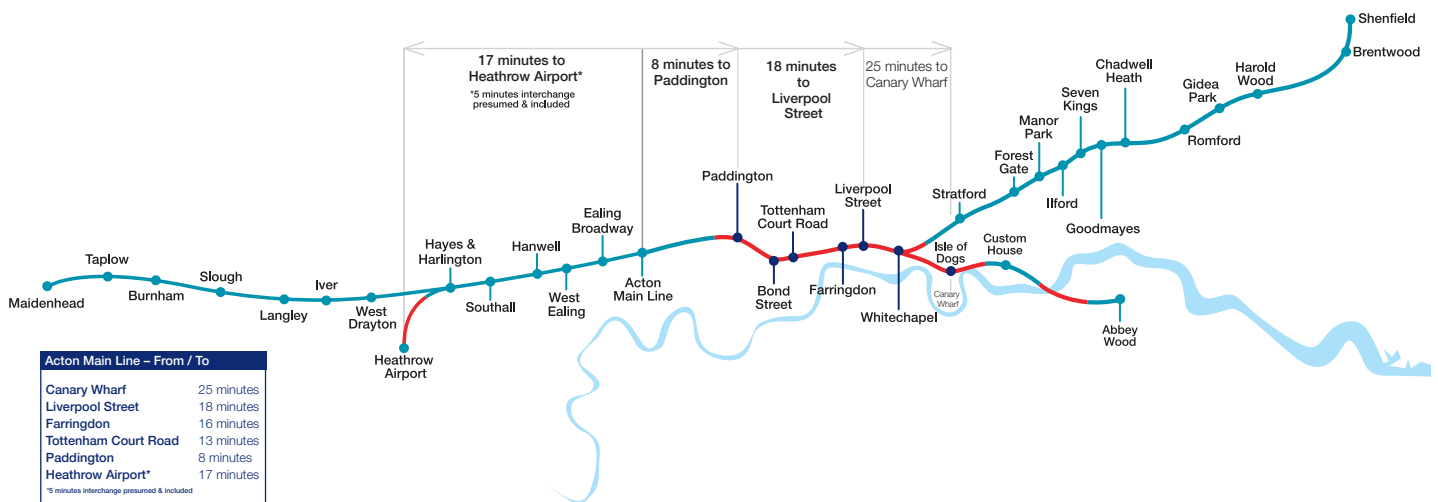 Shenfield
Brentwood
Harold
Wood
Gidea
Park
Romford
Chadwell
Heath
Seven
Kings
Manor
Park
Forest
Gate
Ilford
Goodmayes
Stratford
17 minutes to
Heathrow Airport*
*5 minutes interchange
presumed & included
8 minutes to
Paddington
18 minutes
to
Liverpool
Street
25 minutes to
Canary Wharf
Paddington
Liverpool
Street
Tottenham
Court Road
Isle of
Dogs
Custom
House
Ealing
Broadway
Hanwell
Hayes &
Harlington
Taplow
Slough
Iver
Maidenhead
Burnham
Langley
West
Drayton
Southall
West
Ealing
Acton
Main Line
Bond
Street
Farringdon
Whitechapel
Canary
Wharf
Abbey
Wood
Heathrow
Airport
Acton Main Line – From / To
Canary Wharf 25 minutes
Liverpool Street 18 minutes
Farringdon 16 minutes
Tottenham Court Road 13 minutes
Paddington 8 minutes
Heathrow Airport* 17 minutes
*5 minutes interchange presumed & included